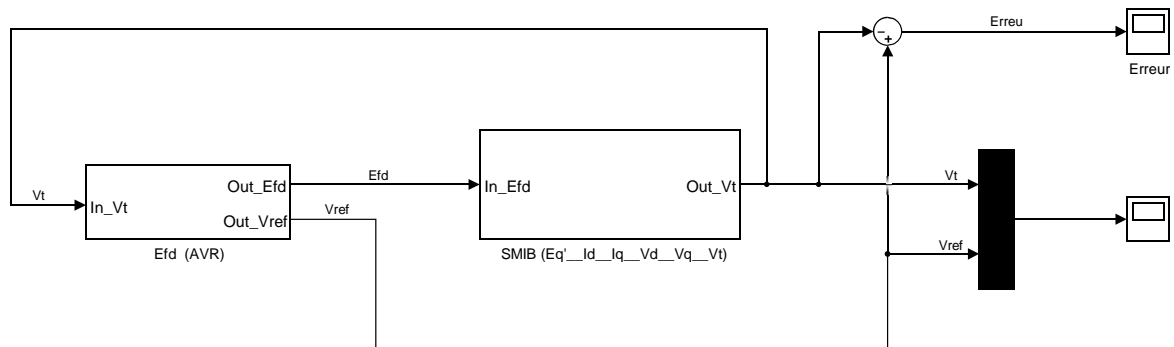 Erreu
Erreur
Vt
In_Vt
Out_Efd
Out_Vref
Efd (AVR)
Efd
Vref
In_Efd
Out_Vt
SMIB (Eq'__Id__Iq__Vd__Vq__Vt)
Vt
Vref